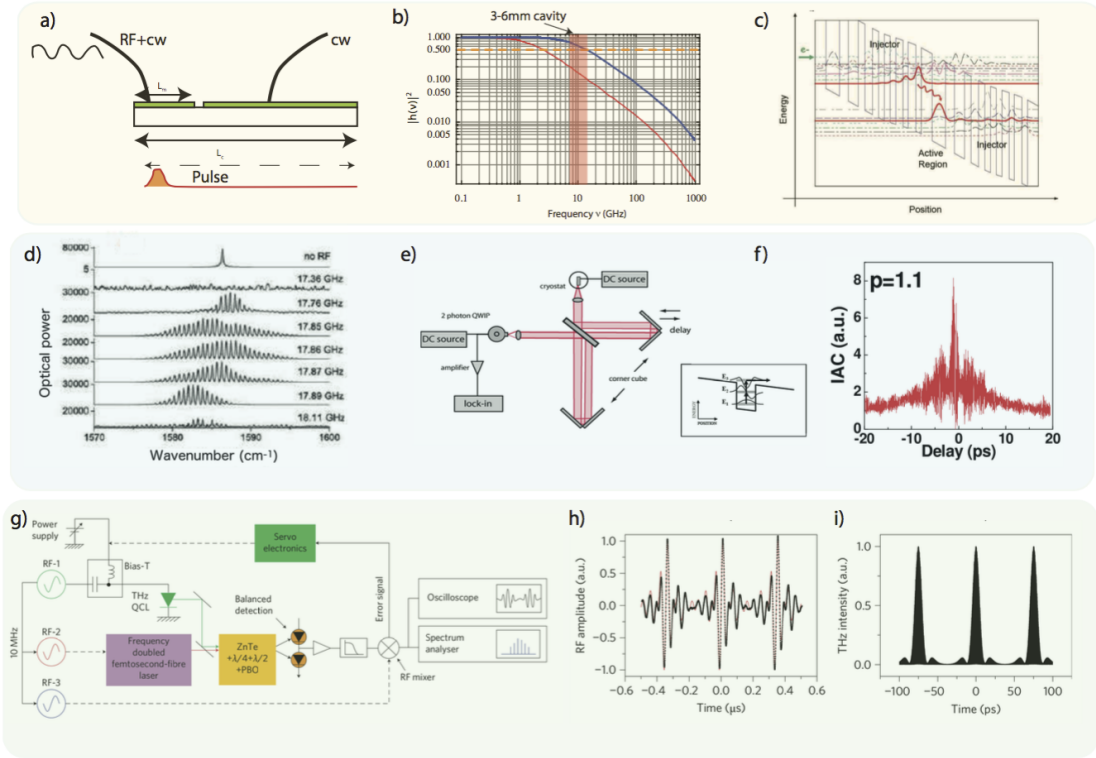 a)
RF+cw
cw
Pulse
b)
3-6mm cavity
|h(ν)|²
1.000
0.500
0.100
0.050
0.010
0.005
0.001
0.1
1
10
100
1000
Frequency ν (GHz)
c)
Energy
e-
Injector
Active
Region
Injector
Position
d)
Optical power
80000
no RF
5
17.36 GHz
30000
17.76 GHz
20000
17.85 GHz
20000
17.86 GHz
30000
17.87 GHz
30000
17.89 GHz
20000
18.11 GHz
1570
1580
1590
1600
Wavenumber (cm-1)
e)
cryostat
DC source
2 photon QWIP
DC source
delay
amplifier
corner cube
lock-in
ENERGY
POSITION
f)
p=1.1
IAC (a.u.)
8
6
4
2
0
-20
-10
0
10
20
Delay (ps)
g)
Power
supply
Servo
electronics
RF-1
Bias-T
THz
QCL
Balanced
detection
Error signal
Oscilloscope
10 MHz
RF-2
Frequency
doubled
femtosecond-fibre
laser
ZnTe
+λ/4+λ/2
+PBO
Spectrum
analyser
RF mixer
RF-3
h)
RF amplitude (a.u.)
1.0
0.5
0.0
-0.5
-1.0
-0.6
-0.4
-0.2
0.0
0.2
0.4
0.6
Time (μs)
i)
THz intensity (a.u.)
1.0
0.5
0.0
-100
-50
0
50
100
Time (ps)